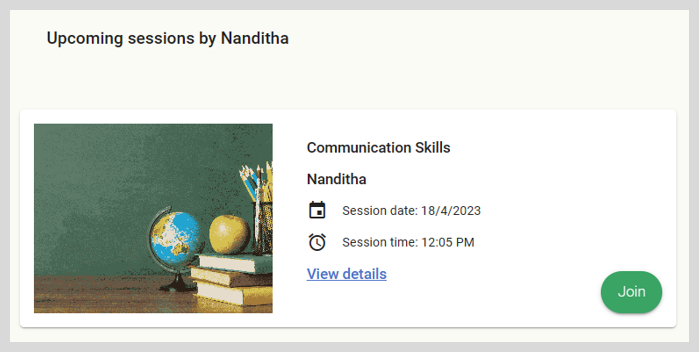 Upcoming sessions by Nanditha
Communication Skills
Nanditha
Session date: 18/4/2023
Session time: 12:05 PM
View details
Join